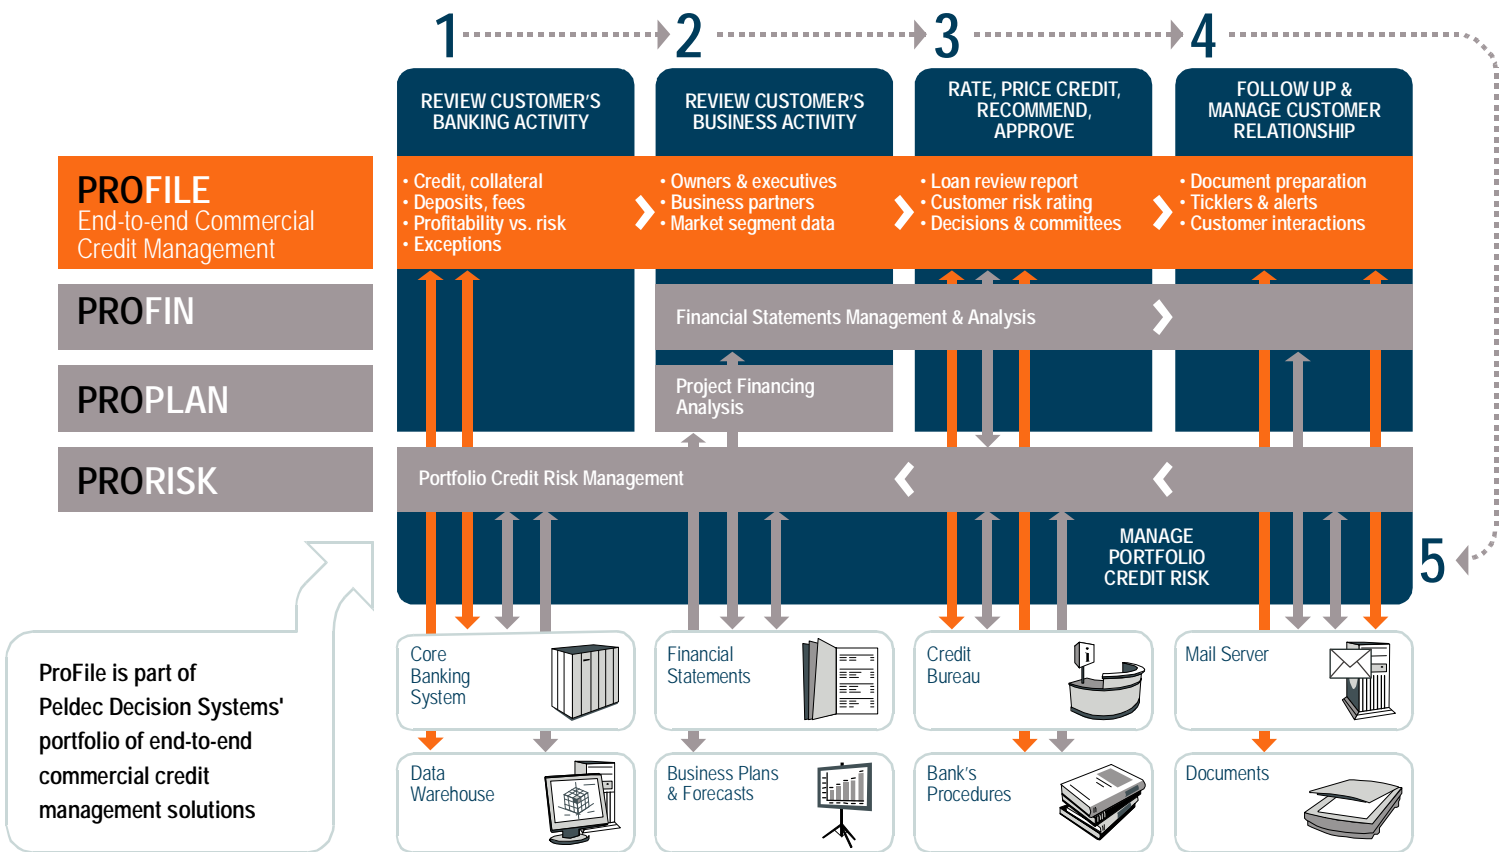 1
2
3
4
REVIEW CUSTOMER'S
BANKING ACTIVITY
REVIEW CUSTOMER'S
BUSINESS ACTIVITY
RATE, PRICE CREDIT,
RECOMMEND,
APPROVE
FOLLOW UP &
MANAGE CUSTOMER
RELATIONSHIP
PROFILE
End-to-end Commercial
Credit Management
• Credit, collateral
• Deposits, fees
• Profitability vs. risk
• Exceptions
• Owners & executives
• Business partners
• Market segment data
• Loan review report
• Customer risk rating
• Decisions & committees
• Document preparation
• Ticklers & alerts
• Customer interactions
PROFIN
Financial Statements Management & Analysis
PROPLAN
Project Financing
Analysis
PRORISK
Portfolio Credit Risk Management
MANAGE
PORTFOLIO
CREDIT RISK
5
ProFile is part of
Peldec Decision Systems'
portfolio of end-to-end
commercial credit
management solutions
Core
Banking
System
Financial
Statements
Credit
Bureau
i
Mail Server
Data
Warehouse
Business Plans
& Forecasts
Bank's
Procedures
Documents